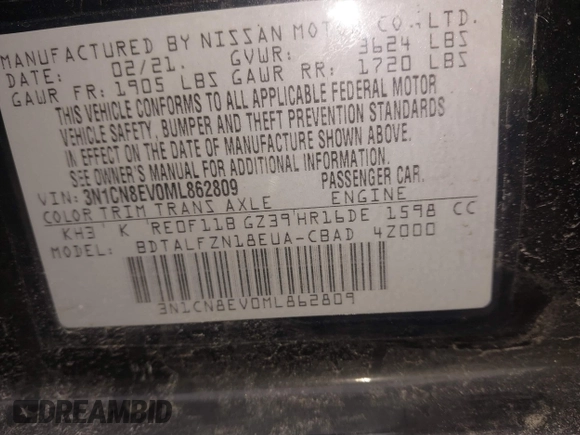 MANUFACTURED BY NISSAN MOTOR CO.,LTD.
DATE: 02/21. GVWR: 3624 LBS
GAWR FR: 1905 LBS GAWR RR: 1720 LBS
THIS VEHICLE CONFORMS TO ALL APPLICABLE FEDERAL MOTOR
VEHICLE SAFETY, BUMPER AND THEFT PREVENTION STANDARDS
IN EFFECT ON THE DATE OF MANUFACTURE SHOWN ABOVE.
SEE OWNER'S MANUAL FOR ADDITIONAL INFORMATION.
VIN: 3N1CN8EV0ML862809 PASSENGER CAR.
COLOR TRIM TRANS AXLE ENGINE
KH3 K RE0F11B GZ39 HR16DE 1598 CC
MODEL: BDTALFZN18EUA-CBAD 4Z000
3N1CN8EV0ML862809
DREAMBID